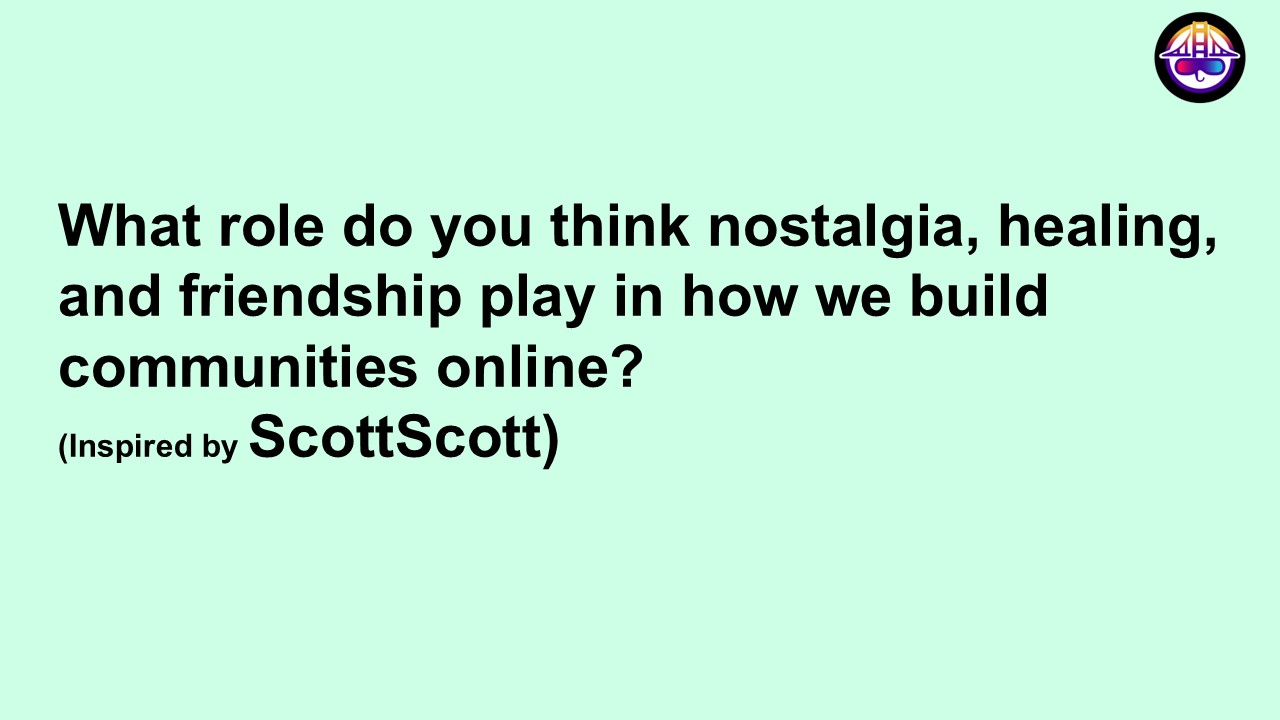 What role do you think nostalgia, healing,
and friendship play in how we build
communities online?
(Inspired by ScottScott)